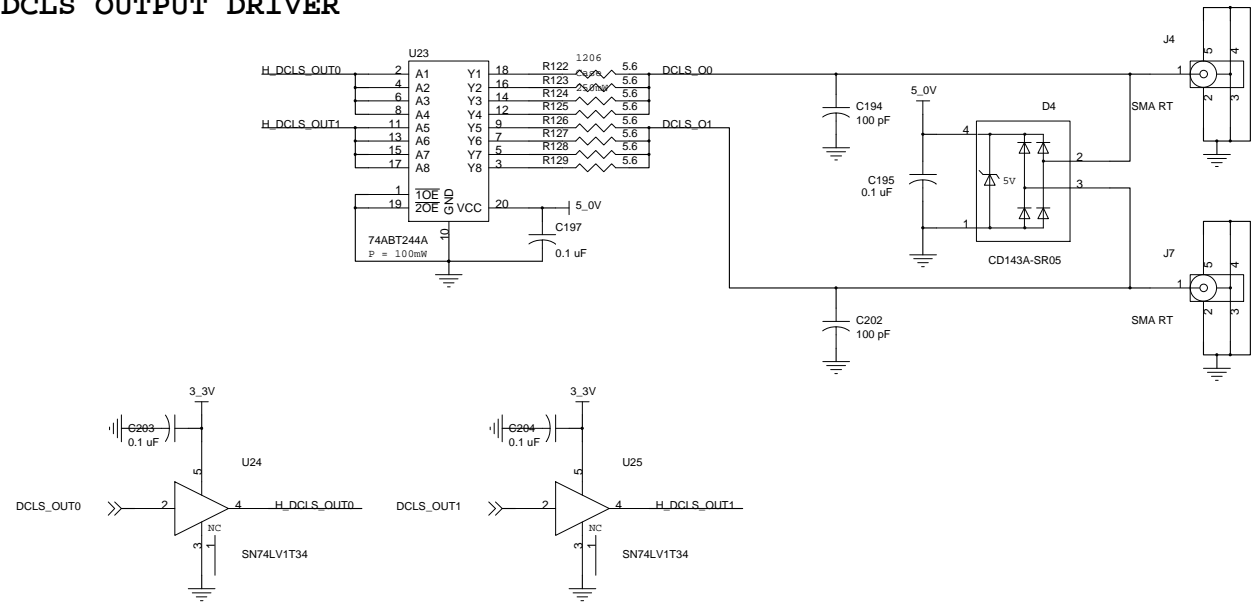 DCLS OUTPUT DRIVER
U23
H_DCLS_OUT0
H_DCLS_OUT1
2 A1 Y1 18 R122 5.6 DCLS_O0
4 A2 Y2 16 R123 5.6
6 A3 Y3 14 R124 5.6
8 A4 Y4 12 R125 5.6
11 A5 Y5 9 R126 5.6 DCLS_O1
13 A6 Y6 7 R127 5.6
15 A7 Y7 5 R128 5.6
17 A8 Y8 3 R129 5.6
1206
Case
250mW
1 1OE
19 2OE GND VCC 20 5_0V
10
C197
0.1 uF
74ABT244A
P = 100mW
C194
100 pF
5_0V
D4
4
C195
0.1 uF
5V
2
3
1
CD143A-SR05
J4
1
5
4
2
3
SMA RT
J7
1
5
4
2
3
SMA RT
C202
100 pF
3_3V
C203
0.1 uF
5
U24
DCLS_OUT0
2
4
H_DCLS_OUT0
NC
3
1
SN74LV1T34
3_3V
C204
0.1 uF
5
U25
DCLS_OUT1
2
4
H_DCLS_OUT1
NC
3
1
SN74LV1T34